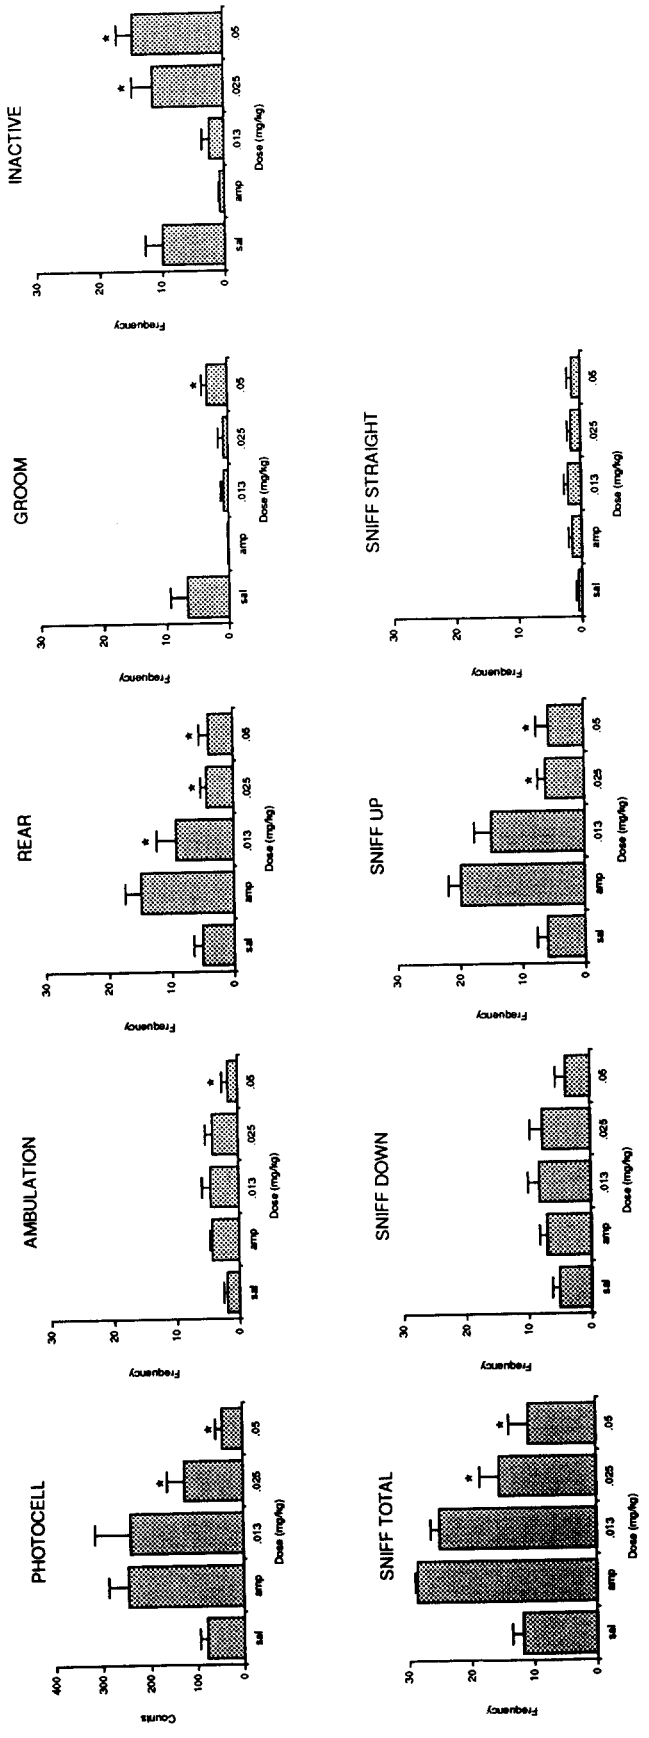 PHOTOCELL
Counts
400
300
200
100
0
* *
sal amp .013 .025 .05
Dose (mg/kg)
AMBULATION
Frequency
30
20
10
0
*
sal amp .013 .025 .05
Dose (mg/kg)
REAR
Frequency
30
20
10
0
* * *
sal amp .013 .025 .05
Dose (mg/kg)
GROOM
Frequency
30
20
10
0
*
sal amp .013 .025 .05
Dose (mg/kg)
INACTIVE
Frequency
30
20
10
0
* *
sal amp .013 .025 .05
Dose (mg/kg)
SNIFF TOTAL
Frequency
30
20
10
0
* *
sal amp .013 .025 .05
Dose (mg/kg)
SNIFF DOWN
Frequency
30
20
10
0
sal amp .013 .025 .05
Dose (mg/kg)
SNIFF UP
Frequency
30
20
10
0
* *
sal amp .013 .025 .05
Dose (mg/kg)
SNIFF STRAIGHT
Frequency
30
20
10
0
sal amp .013 .025 .05
Dose (mg/kg)